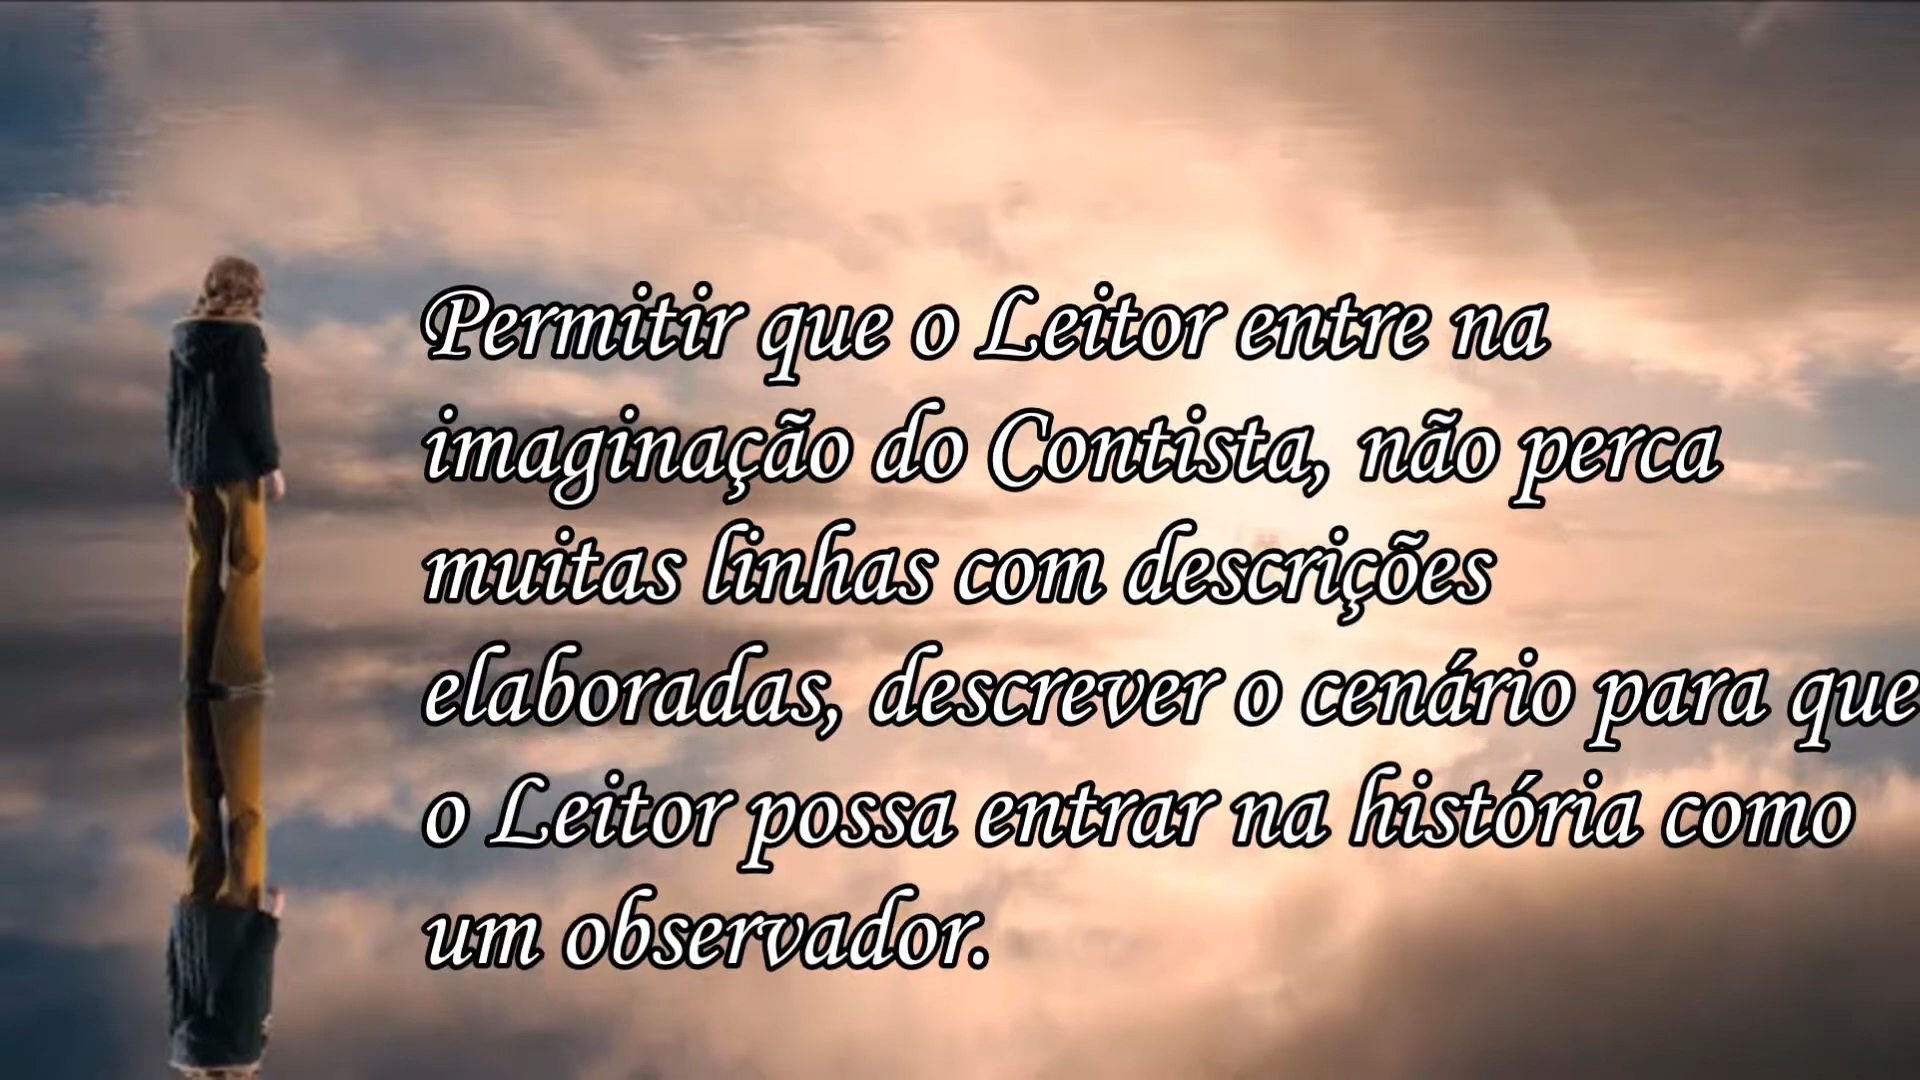 Permitir que o Leitor entre na
imaginação do Contista, não perca
muitas linhas com descrições
elaboradas, descrever o cenário para que
o Leitor possa entrar na história como
um observador.